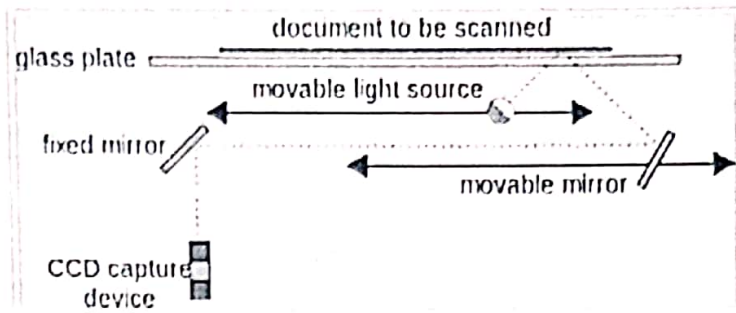 document to be scanned
glass plate
movable light source
fixed mirror
movable mirror
CCD capture
device